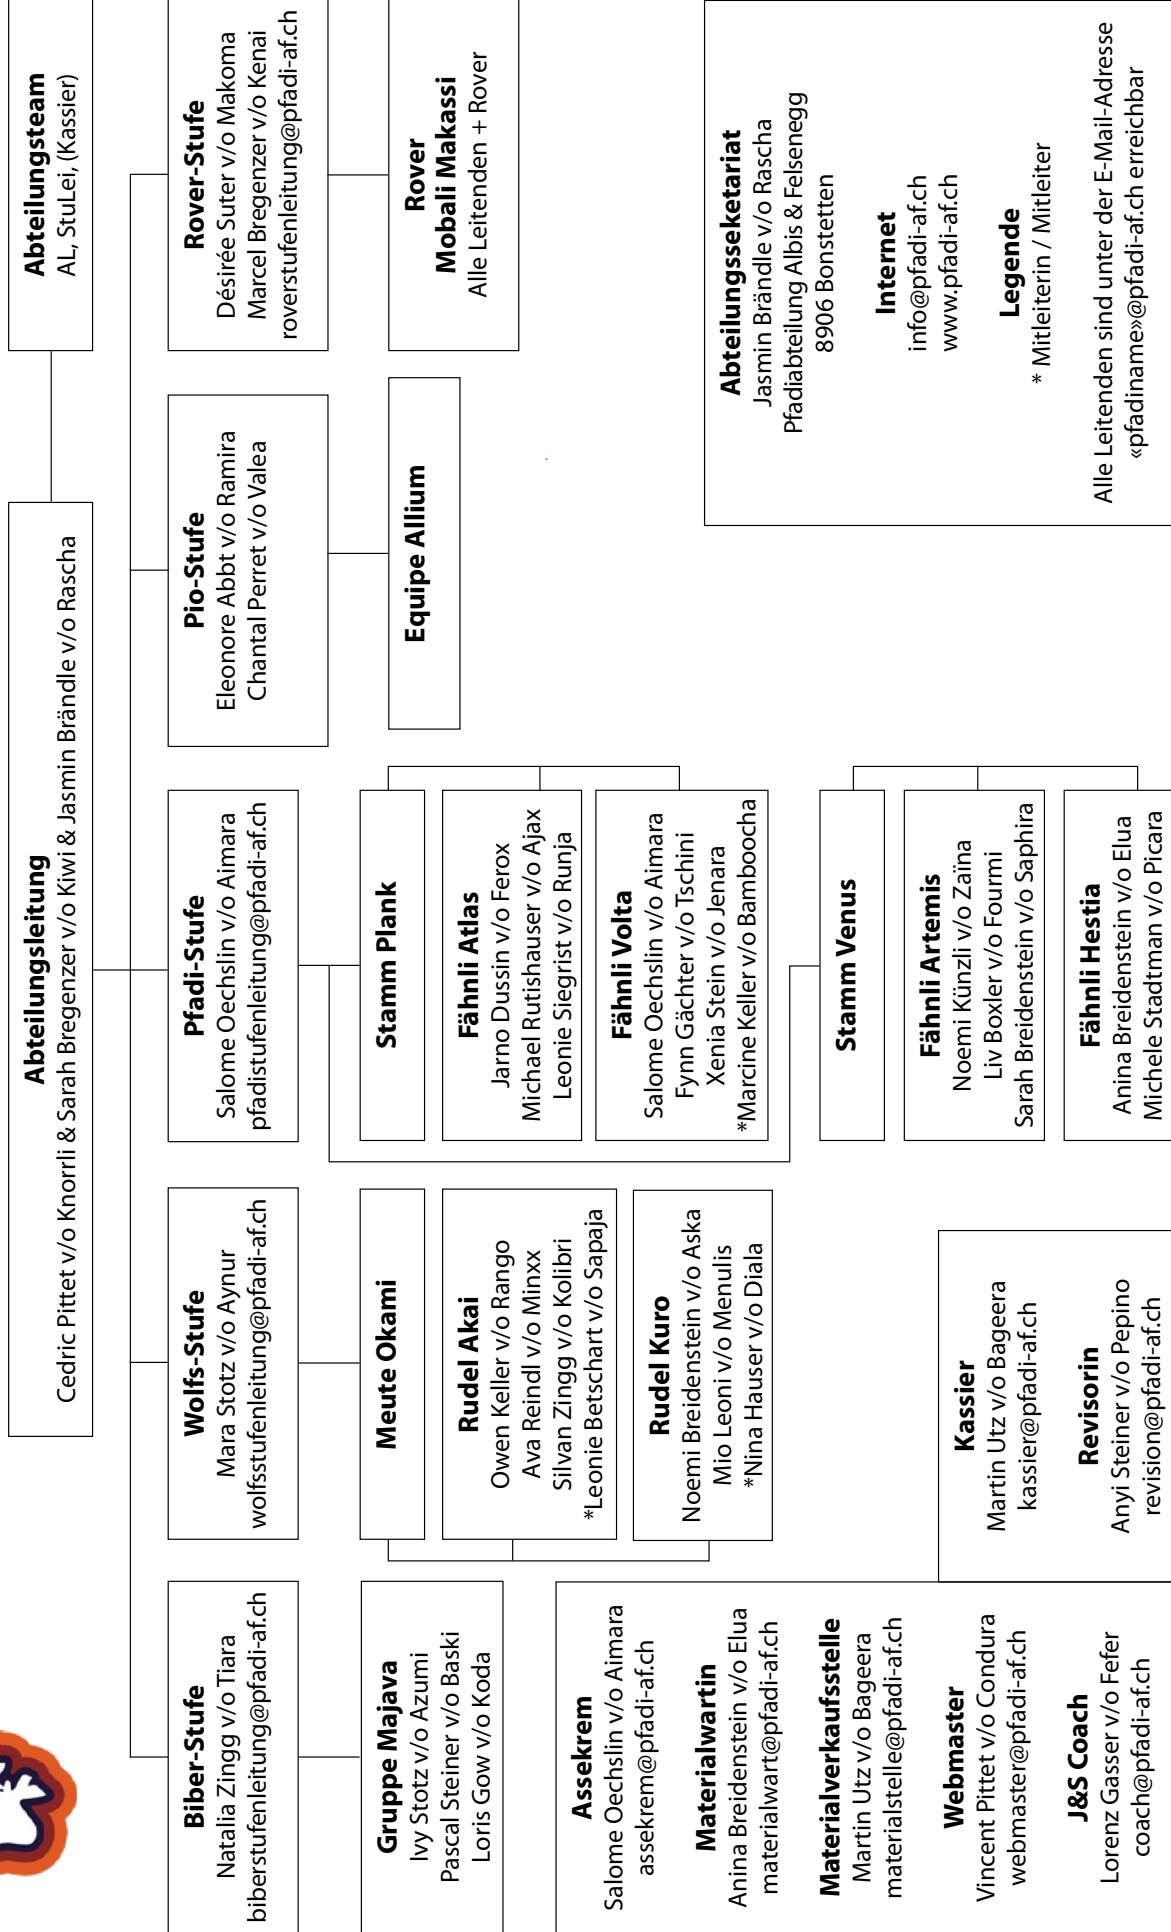 Abteilungsleitung
Cedric Pittet v/o Knorrli & Sarah Bregenzer v/o Kiwi & Jasmin Brändle v/o Rascha
Abteilungsteam
AL, StuLei, (Kassier)
Biber-Stufe
Natalia Zingg v/o Tiara
biberstufenleitung@pfadi-af.ch
Wolfs-Stufe
Mara Stotz v/o Aynur
wolfsstufenleitung@pfadi-af.ch
Pfadi-Stufe
Salome Oechslin v/o Aimara
pfadistufenleitung@pfadi-af.ch
Pio-Stufe
Eleonore Abbt v/o Ramira
Chantal Perret v/o Valea
Rover-Stufe
Désirée Suter v/o Makoma
Marcel Bregenzer v/o Kenai
roverstufenleitung@pfadi-af.ch
Gruppe Majava
Ivy Stotz v/o Azumi
Pascal Steiner v/o Baski
Loris Gow v/o Koda
Meute Okami
Rudel Akai
Owen Keller v/o Rango
Ava Reindl v/o Minxx
Silvan Zingg v/o Kolibri
*Leonie Betschart v/o Sapaja
Rudel Kuro
Noemi Breidenstein v/o Aska
Mio Leoni v/o Menulis
*Nina Hauser v/o Diala
Stamm Plank
Fähnli Atlas
Jarno Dussin v/o Ferox
Michael Rutishauser v/o Ajax
Leonie Siegrist v/o Runja
Fähnli Volta
Salome Oechslin v/o Aimara
Fynn Gächter v/o Tschini
Xenia Stein v/o Jenara
*Marcine Keller v/o Bamboocha
Stamm Venus
Fähnli Artemis
Noemi Künzli v/o Zaïna
Liv Boxler v/o Fourmi
Sarah Breidenstein v/o Saphira
Fähnli Hestia
Anina Breidenstein v/o Elua
Michele Stadtman v/o Picara
Equipe Allium
Rover
Mobali Makassi
Alle Leitenden + Rover
Assekrem
Salome Oechslin v/o Aimara
assekrem@pfadi-af.ch
Materialwartin
Anina Breidenstein v/o Elua
materialwart@pfadi-af.ch
Materialverkaufsstelle
Martin Utz v/o Bageera
materialstelle@pfadi-af.ch
Webmaster
Vincent Pittet v/o Condura
webmaster@pfadi-af.ch
J&S Coach
Lorenz Gasser v/o Fefer
coach@pfadi-af.ch
Kassier
Martin Utz v/o Bageera
kassier@pfadi-af.ch
Revisorin
Anyi Steiner v/o Pepino
revision@pfadi-af.ch
Abteilungsseketariat
Jasmin Brändle v/o Rascha
Pfadiabteilung Albis & Felsenegg
8906 Bonstetten
Internet
info@pfadi-af.ch
www.pfadi-af.ch
Legende
* Mitleiterin / Mitleiter
Alle Leitenden sind unter der E-Mail-Adresse
«pfadiname»@pfadi-af.ch erreichbar